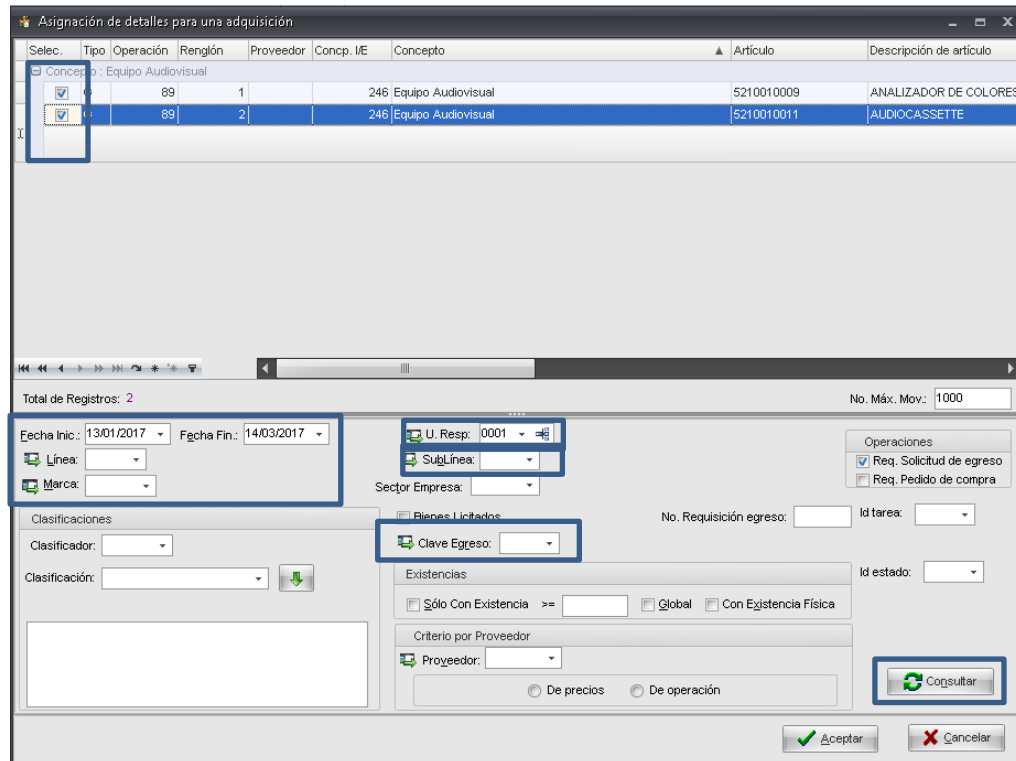 Asignación de detalles para una adquisición
Selec. Tipo Operación Renglón Proveedor Concp. I/E Concepto Artículo Descripción de artículo
Concepto : Equipo Audiovisual
89 1 246 Equipo Audiovisual 5210010009 ANALIZADOR DE COLORES
89 2 246 Equipo Audiovisual 5210010011 AUDIOCASSETTE
Total de Registros: 2 No. Máx. Mov.: 1000
Fecha Inic.: 13/01/2017 Fecha Fin.: 14/03/2017 U. Resp: 0001 Operaciones
Línea: SubLínea: Req. Solicitud de egreso
Marca: Sector Empresa: Req. Pedido de compra
Clasificaciones Bienes Licitados No. Requisición egreso: Id tarea:
Clasificador: Clave Egreso:
Clasificación: Existencias Id estado:
Sólo Con Existencia >= Global Con Existencia Física
Criterio por Proveedor
Proveedor:
De precios De operación Consultar
Aceptar Cancelar